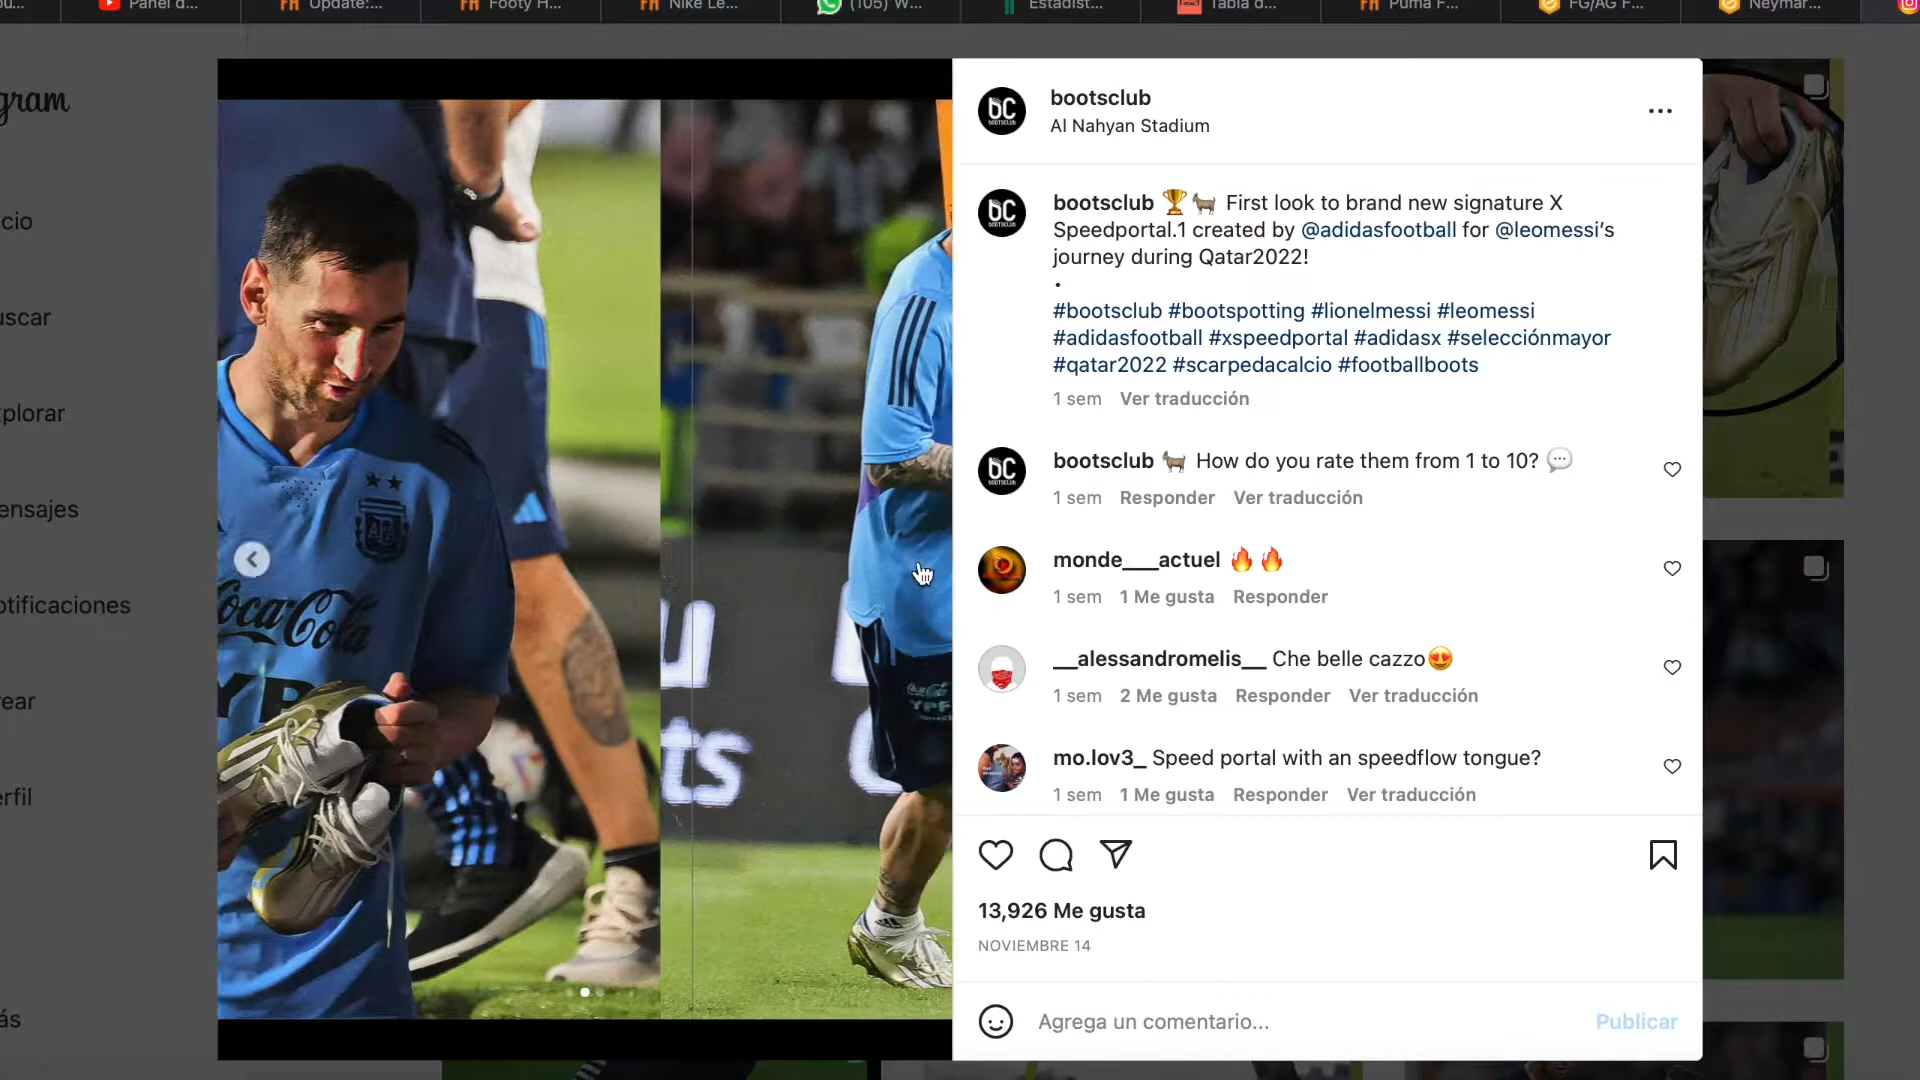 Panel d...
Update:...
Footy H...
Nike Le...
(105) W...
Estadíst...
Tabla d...
Puma F...
FG/AG F...
Neymar...
gram
cio
uscar
plorar
ensajes
otificaciones
rear
erfil
ás
Coca-Cola
YP
AFA
YPF
ts
bootsclub
Al Nahyan Stadium
bootsclub 🏆🐐 First look to brand new signature X
Speedportal.1 created by @adidasfootball for @leomessi’s
journey during Qatar2022!
•
#bootsclub #bootspotting #lionelmessi #leomessi
#adidasfootball #xspeedportal #adidasx #selecciónmayor
#qatar2022 #scarpedacalcio #footballboots
1 sem Ver traducción
bootsclub 🐐 How do you rate them from 1 to 10? 💬
1 sem Responder Ver traducción
monde___actuel 🔥🔥
1 sem 1 Me gusta Responder
__alessandromelis__ Che belle cazzo😍
1 sem 2 Me gusta Responder Ver traducción
mo.lov3_ Speed portal with an speedflow tongue?
1 sem 1 Me gusta Responder Ver traducción
13,926 Me gusta
NOVIEMBRE 14
Agrega un comentario...
Publicar